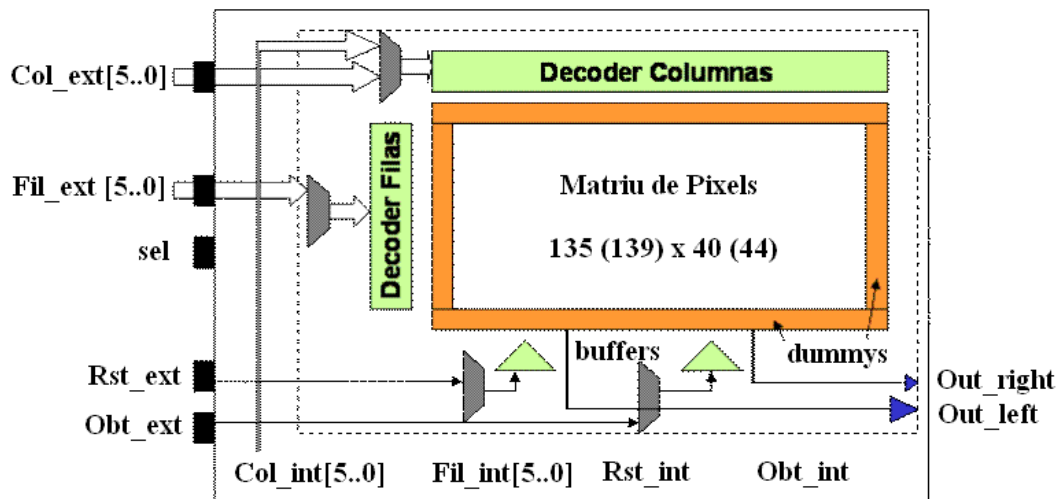 Col_ext[5..0]
Decoder Columnas
Fil_ext [5..0]
Decoder Filas
Matriu de Pixels
135 (139) x 40 (44)
sel
buffers
dummys
Rst_ext
Out_right
Obt_ext
Out_left
Col_int[5..0]
Fil_int[5..0]
Rst_int
Obt_int